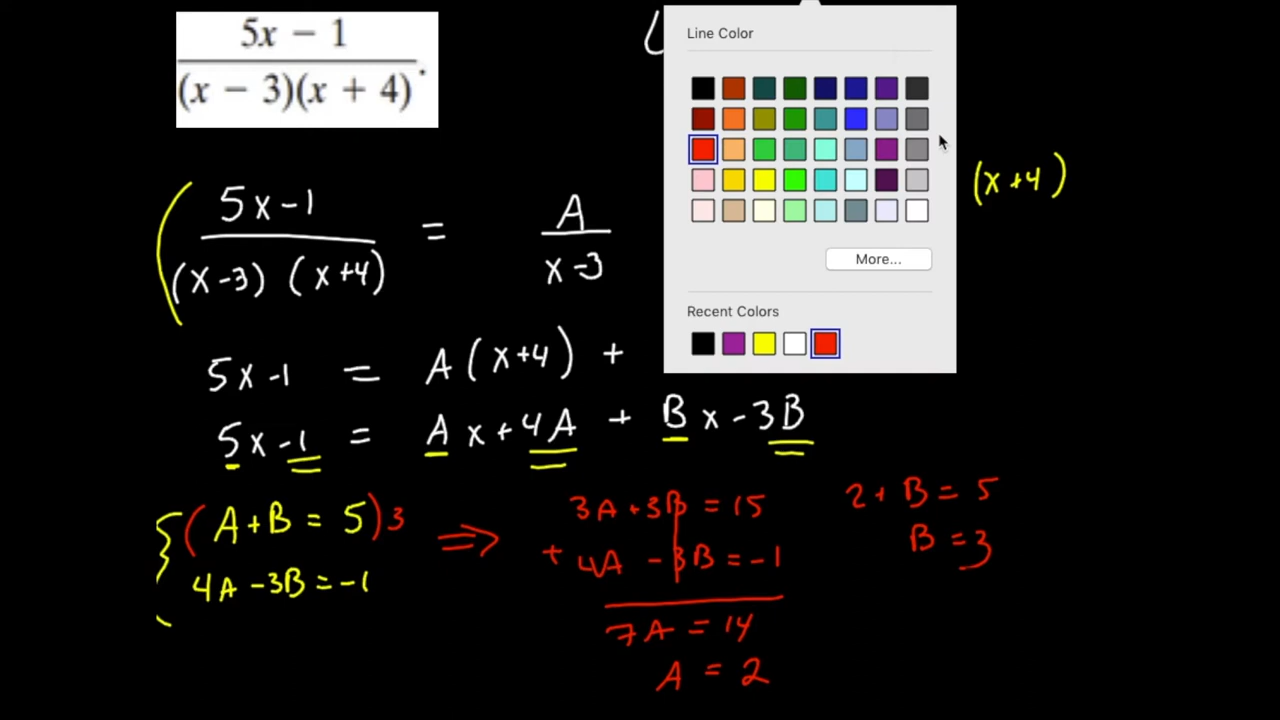 5x − 1
(x − 3)(x + 4).
Line Color
More...
Recent Colors
(x+4)
5x-1 = A
(x-3) (x+4) x-3
5x-1 = A(x+4) +
5x-1 = Ax+4A + Bx-3B
(A+B = 5)3 ⇒
4A-3B=-1
3A+3B = 15
+ 4A -3B = -1
7A = 14
A = 2
2+B = 5
B = 3